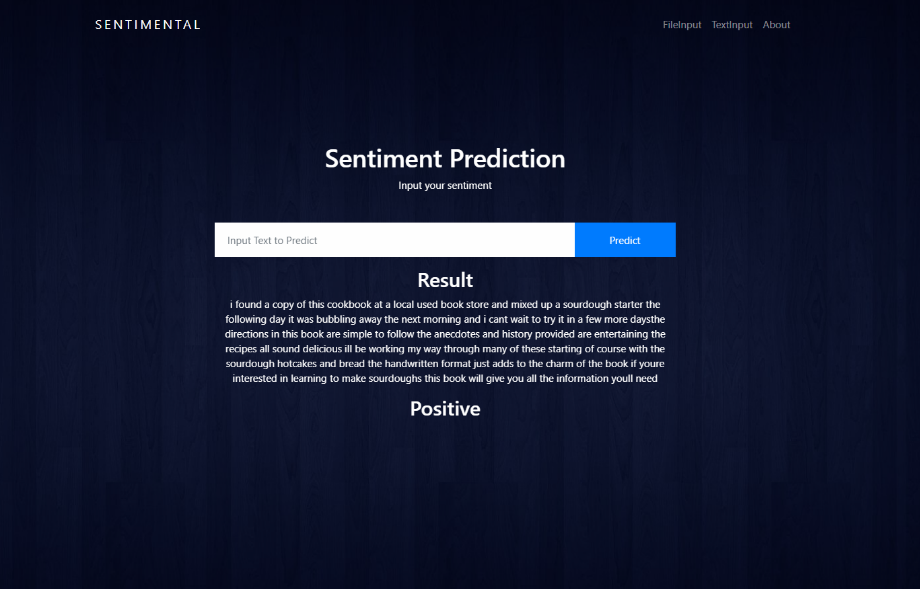 SENTIMENTAL
FileInput TextInput About
Sentiment Prediction
Input your sentiment
Input Text to Predict
Predict
Result
i found a copy of this cookbook at a local used book store and mixed up a sourdough starter the
following day it was bubbling away the next morning and i cant wait to try it in a few more daysthe
directions in this book are simple to follow the anecdotes and history provided are entertaining the
recipes all sound delicious ill be working my way through many of these starting of course with the
sourdough hotcakes and bread the handwritten format just adds to the charm of the book if youre
interested in learning to make sourdoughs this book will give you all the information youll need
Positive